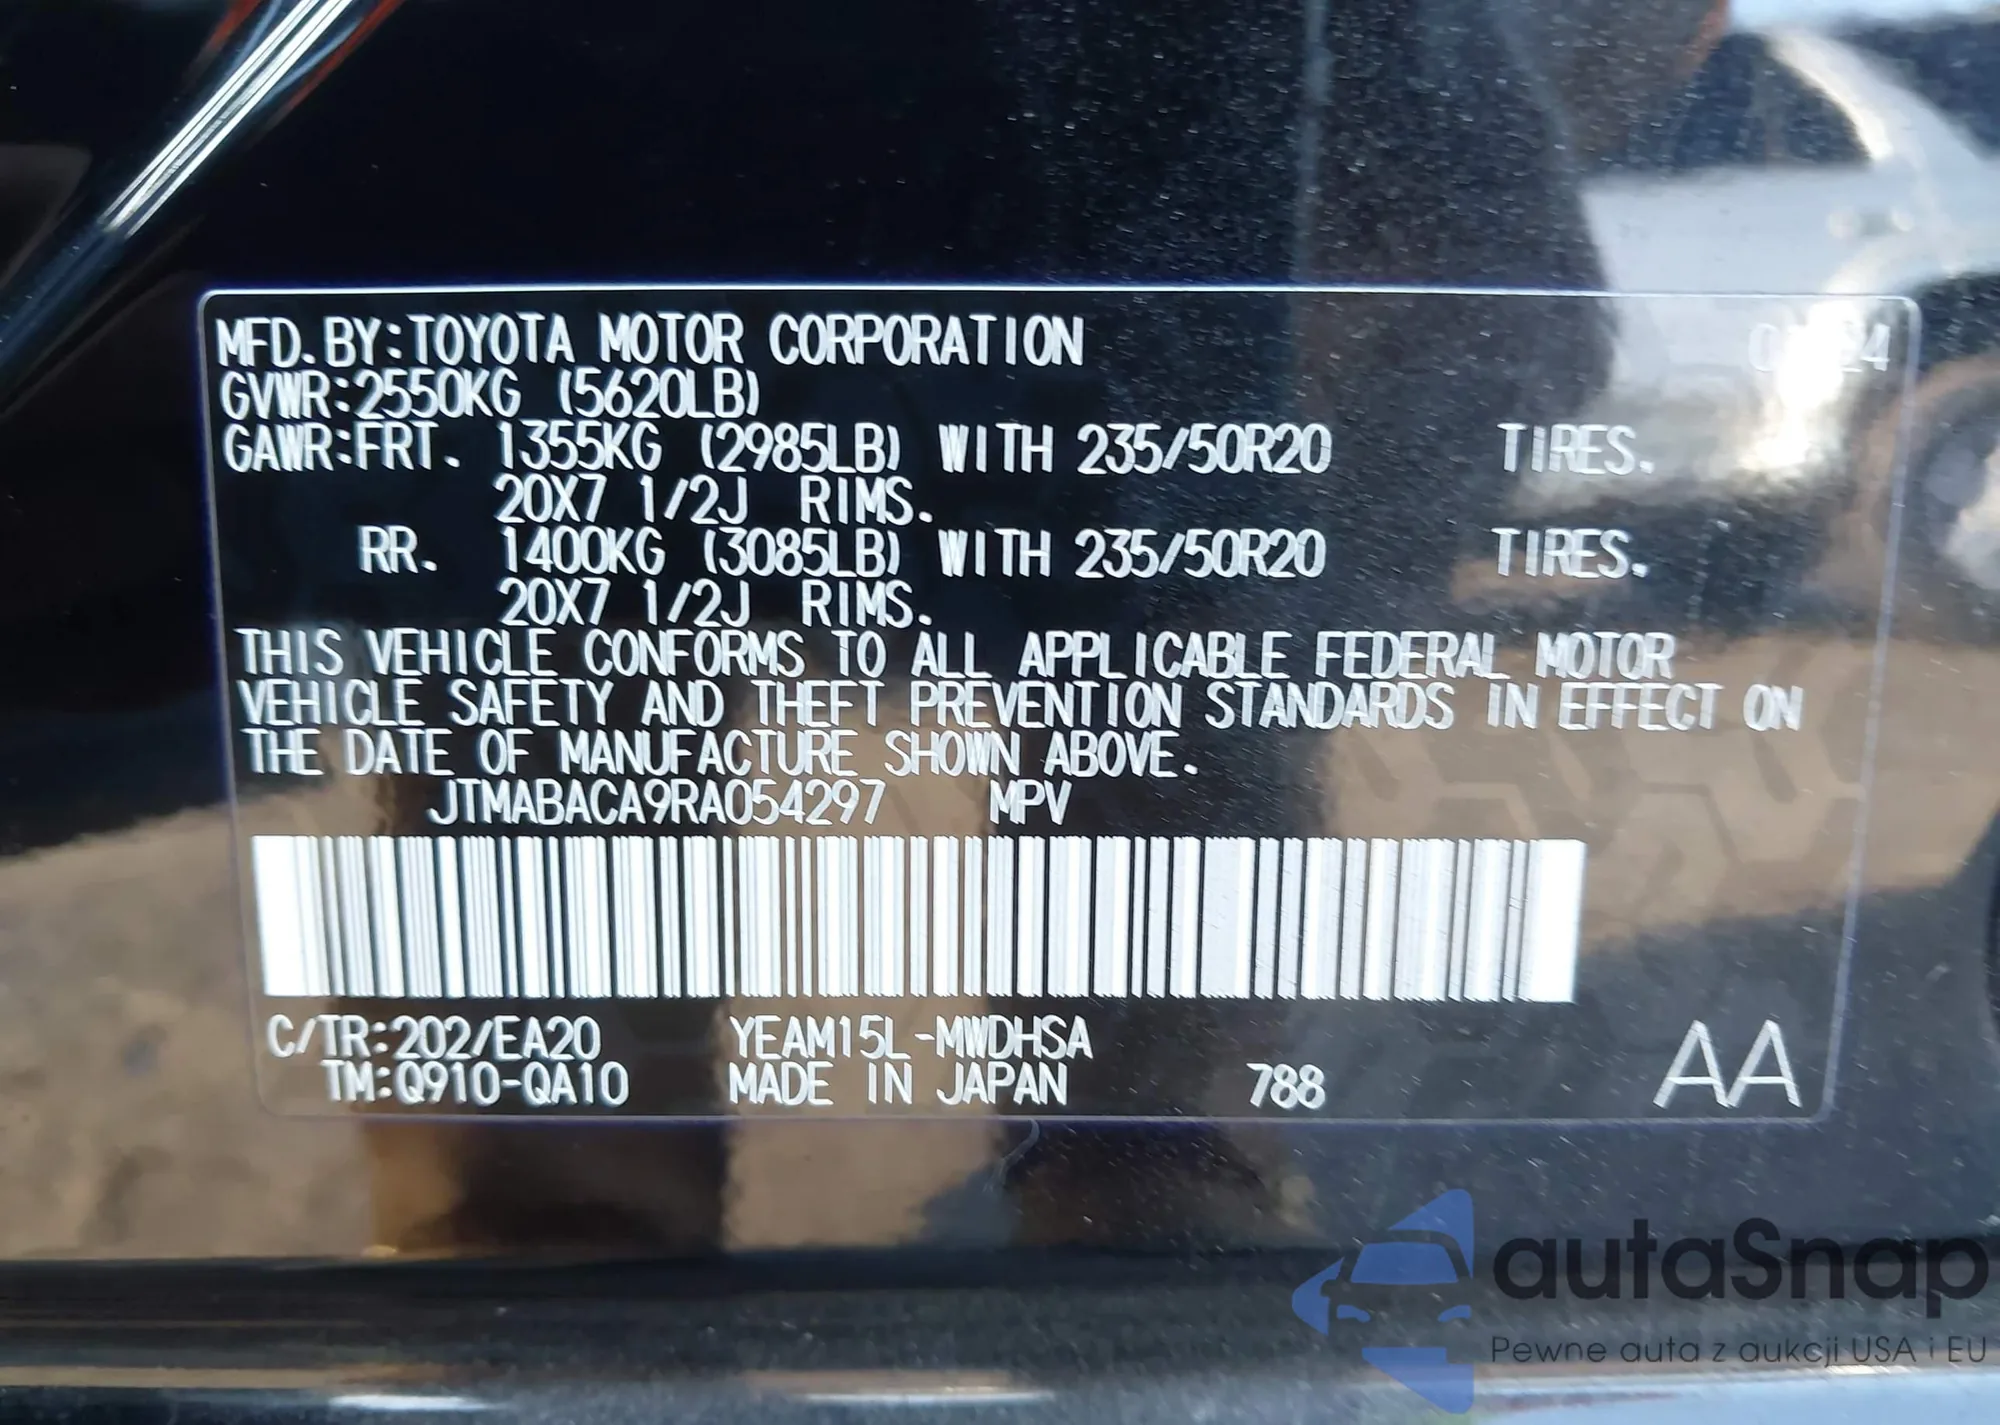 MFD. BY: TOYOTA MOTOR CORPORATION
GVWR: 2550KG (5620LB)
GAWR: FRT. 1355KG (2985LB) WITH 235/50R20 TIRES.
20X7 1/2J RIMS.
RR. 1400KG (3085LB) WITH 235/50R20 TIRES.
20X7 1/2J RIMS.
THIS VEHICLE CONFORMS TO ALL APPLICABLE FEDERAL MOTOR
VEHICLE SAFETY AND THEFT PREVENTION STANDARDS IN EFFECT ON
THE DATE OF MANUFACTURE SHOWN ABOVE.
JTMABACA9RA054297 MPV
C/TR: 202/EA20 YEAM15L-MWDHSA
TM: Q910-QA10 MADE IN JAPAN 788 AA
autaSnap
Pewne auta z aukcji USA i EU